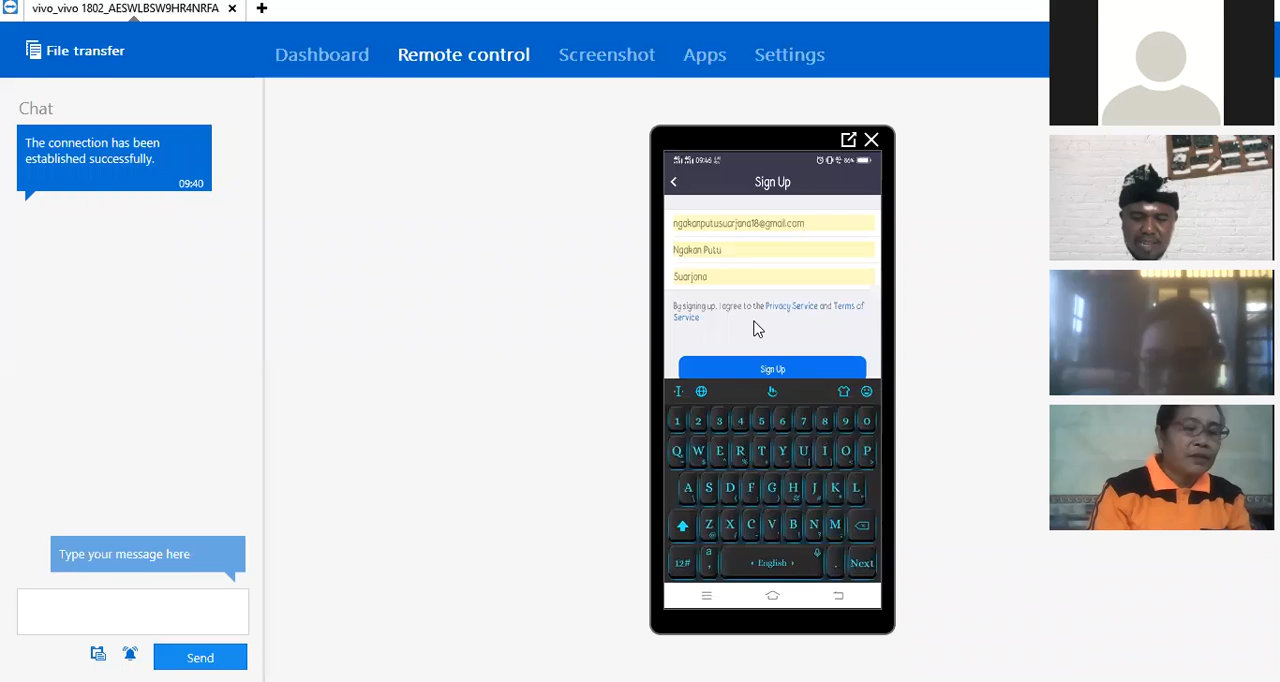 vivo_vivo 1802_AESWLBSW9HR4NRFA
File transfer
Dashboard
Remote control
Screenshot
Apps
Settings
Chat
The connection has been
established successfully.
09:40
09:46
86%
Sign Up
ngakanputusuarjana18@gmail.com
Ngakan Putu
Suarjana
By signing up, I agree to the Privacy Service and Terms of
Service
Sign Up
1 2 3 4 5 6 7 8 9 0
Q W E R T Y U I O P
A S D F G H J K L
Z X C V B N M
12# , English . Next
Type your message here
Send